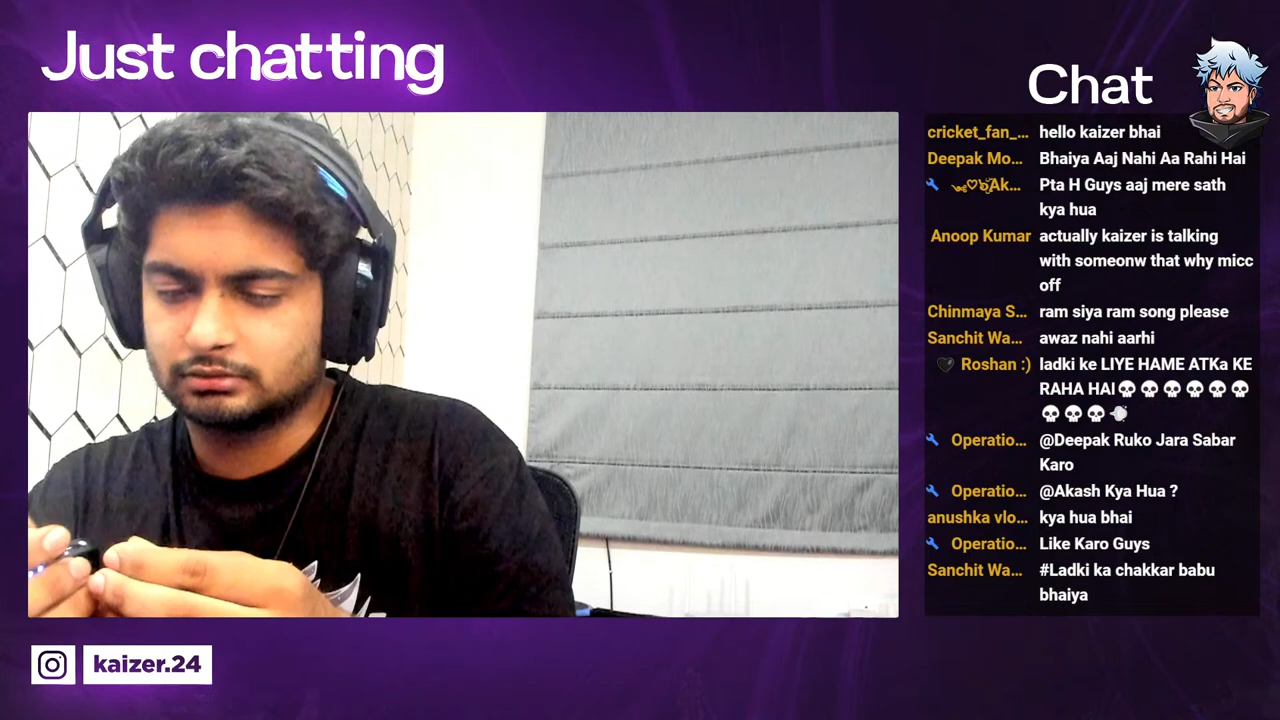 Just chatting
Chat
cricket_fan_... hello kaizer bhai
Deepak Mo... Bhaiya Aaj Nahi Aa Rahi Hai
Ak... Pta H Guys aaj mere sath
kya hua
Anoop Kumar actually kaizer is talking
with someonw that why micc
off
Chinmaya S... ram siya ram song please
Sanchit Wa... awaz nahi aarhi
🖤 Roshan :) ladki ke LIYE HAME ATKa KE
RAHA HAI💀💀💀💀💀💀
💀💀💀💨
Operatio... @Deepak Ruko Jara Sabar
Karo
Operatio... @Akash Kya Hua ?
anushka vlo... kya hua bhai
Operatio... Like Karo Guys
Sanchit Wa... #Ladki ka chakkar babu
bhaiya
kaizer.24